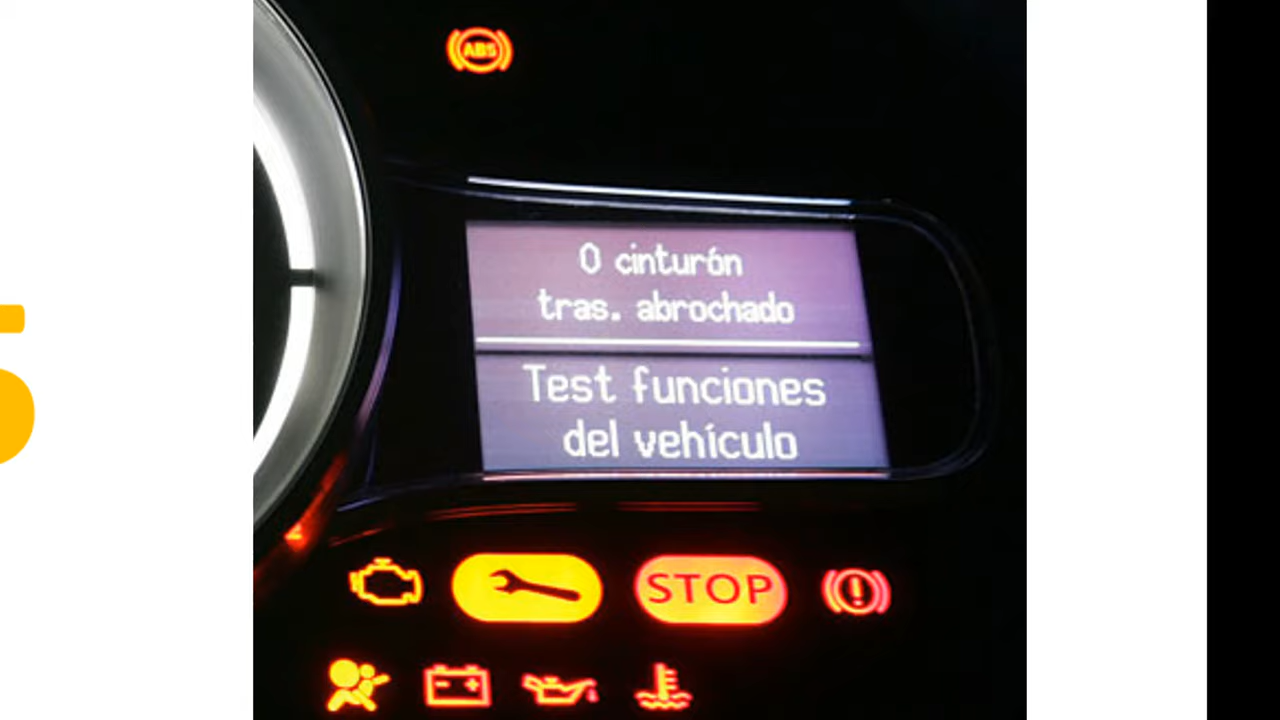 ABS
0 cinturón
tras. abrochado
Test funciones
del vehículo
STOP